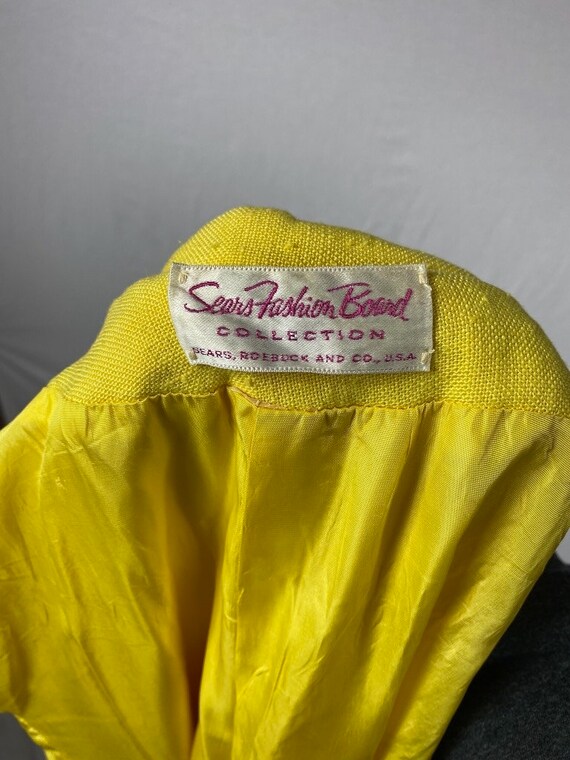 Sears Fashion Board
COLLECTION
SEARS, ROEBUCK AND CO., U.S.A.